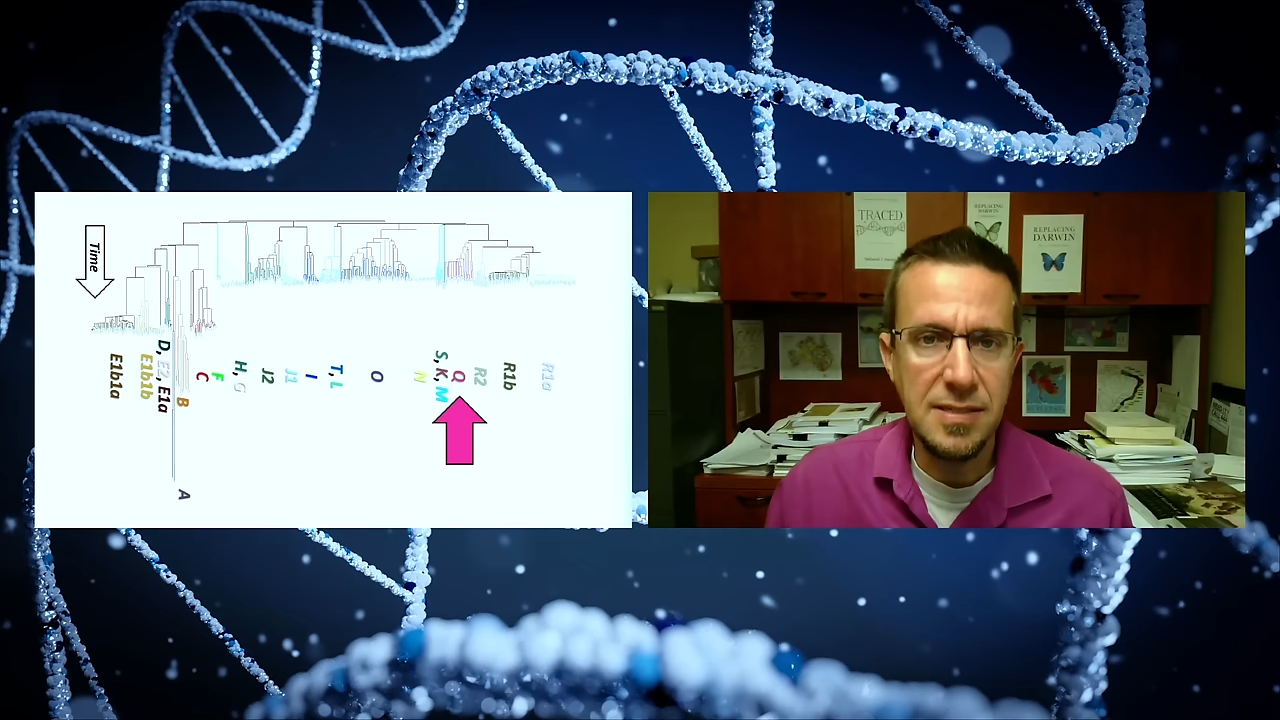 Time
E1b1a
E1b1b
D, E2, E1a
B
A
C
F
H, G
J2
J1
I
T, L
O
N
S, K, M
Q
R2
R1b
R1a
TRACED
REPLACING
DARWIN
REPLACING
DARWIN